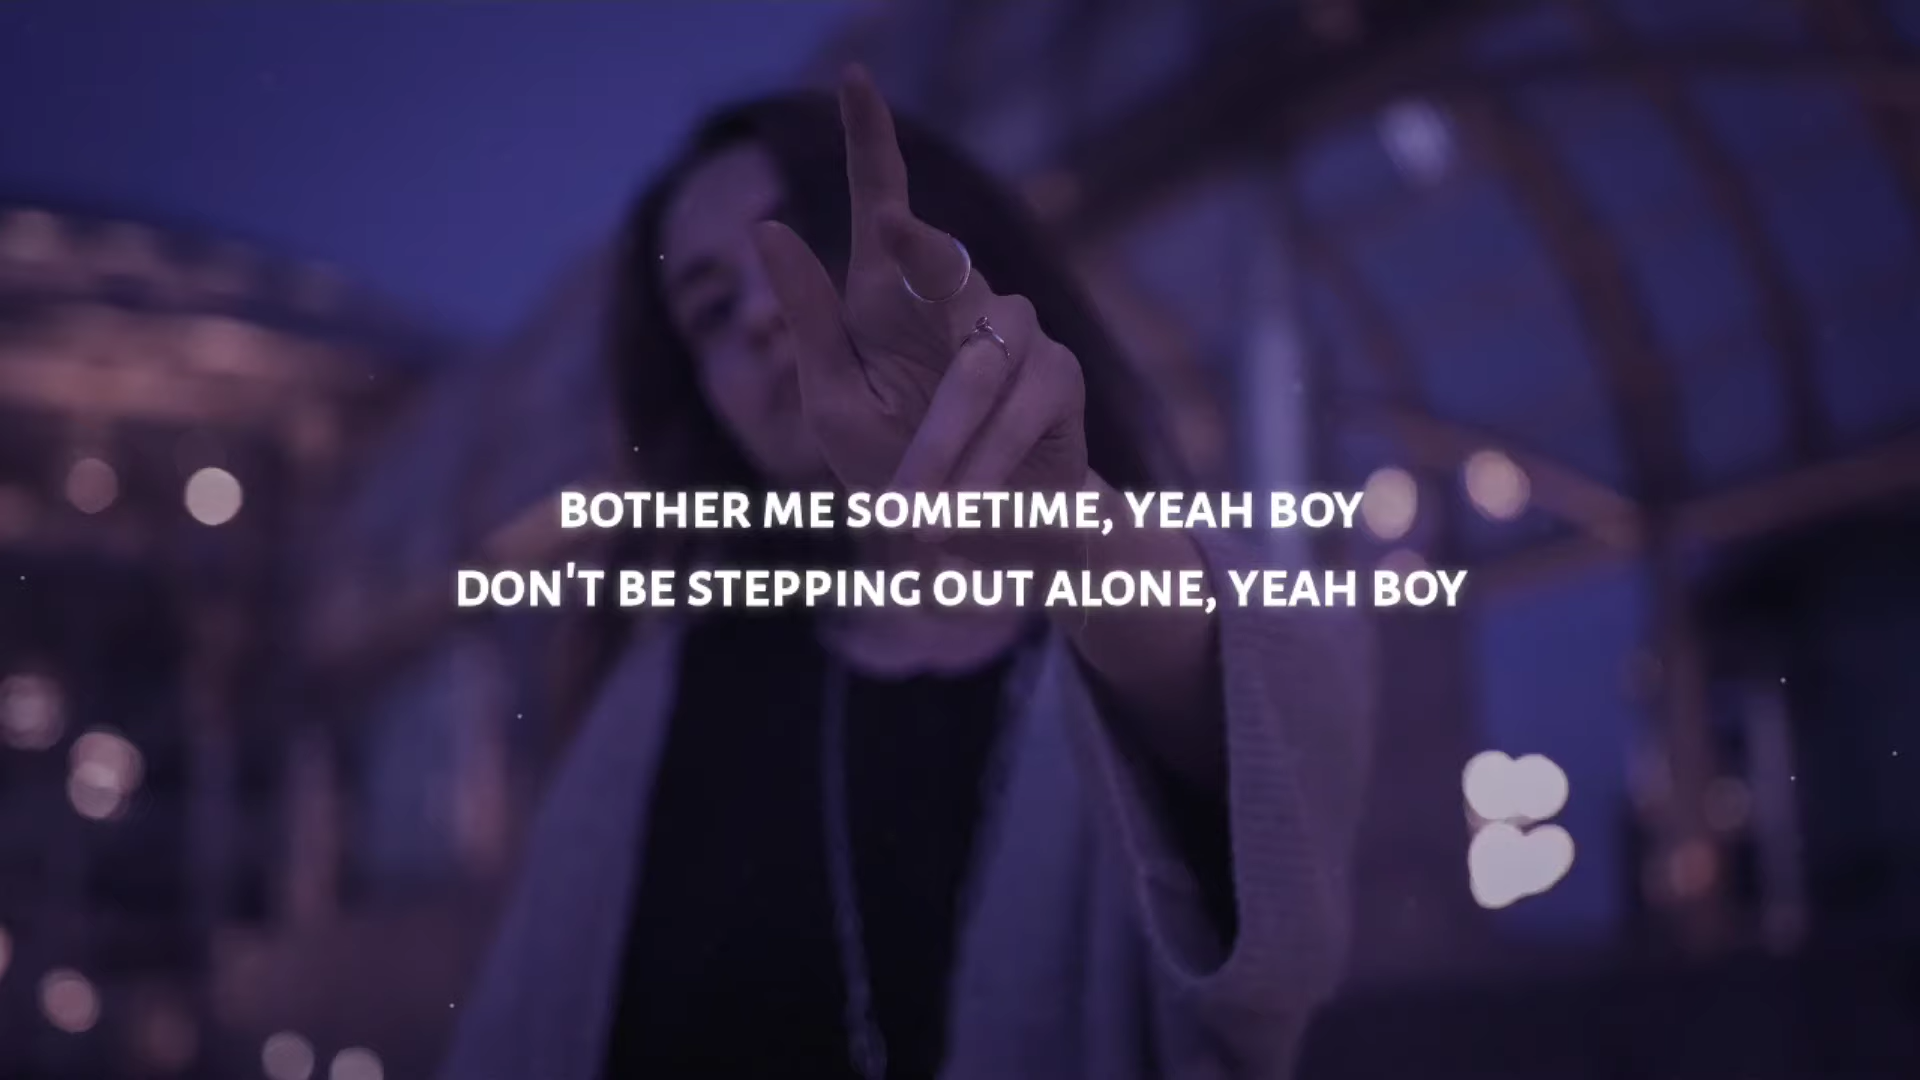 BOTHER ME SOMETIME, YEAH BOY
DON'T BE STEPPING OUT ALONE, YEAH BOY